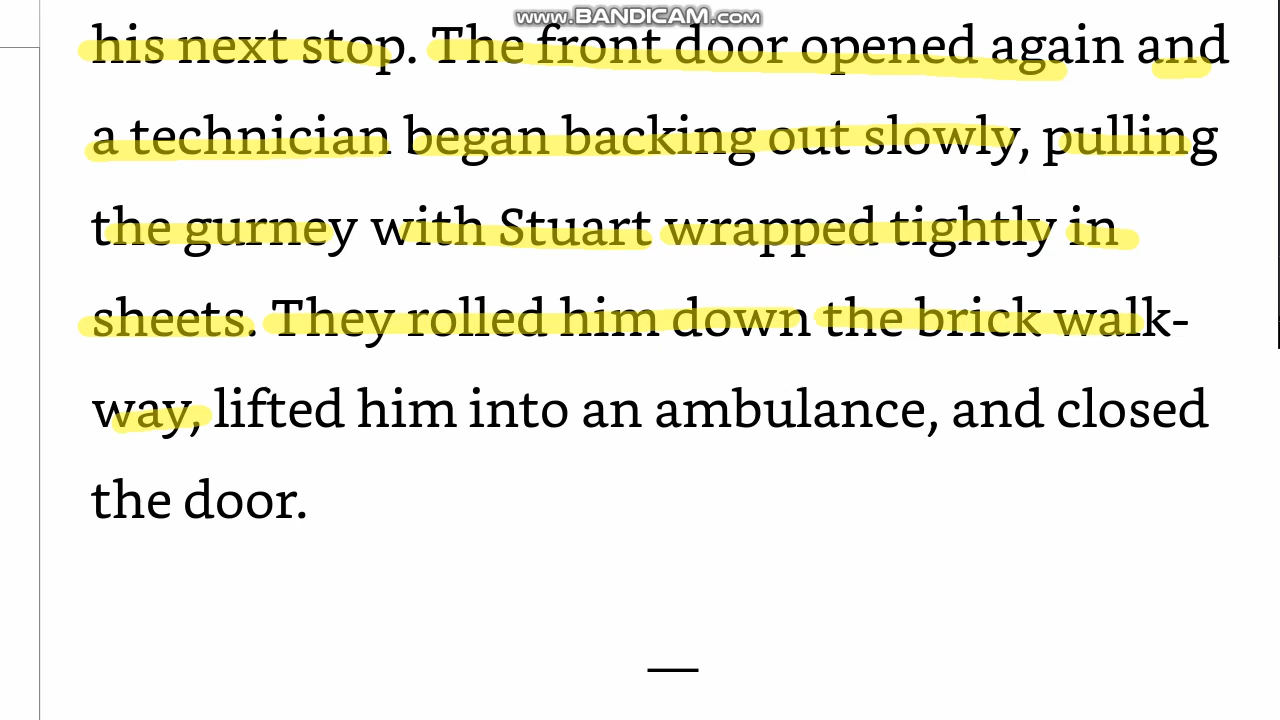 www.BANDICAM.com
his next stop. The front door opened again and
a technician began backing out slowly, pulling
the gurney with Stuart wrapped tightly in
sheets. They rolled him down the brick walk-
way, lifted him into an ambulance, and closed
the door.